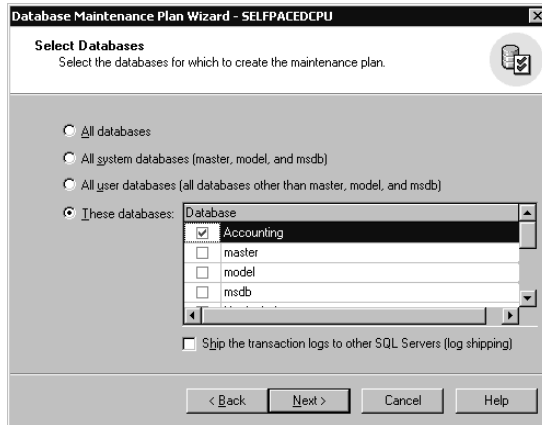 Database Maintenance Plan Wizard - SELFPACEDCPU
Select Databases
Select the databases for which to create the maintenance plan.
All databases
All system databases (master, model, and msdb)
All user databases (all databases other than master, model, and msdb)
These databases:
Database
Accounting
master
model
msdb
Ship the transaction logs to other SQL Servers (log shipping)
< Back Next > Cancel Help